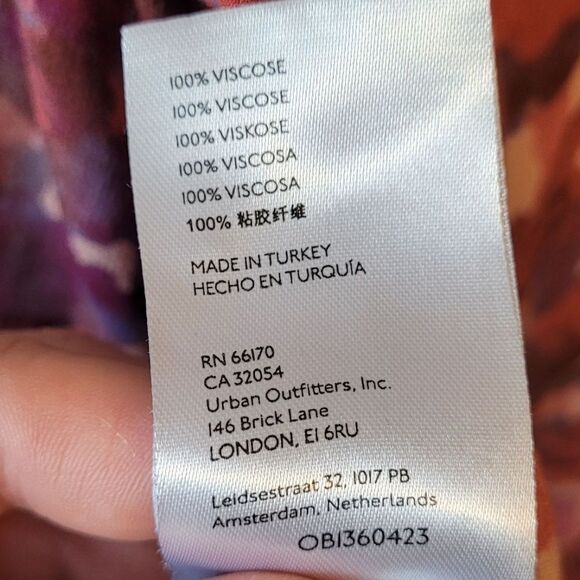 100% VISCOSE
100% VISCOSE
100% VISKOSE
100% VISCOSA
100% VISCOSA
100% 粘胶纤维
MADE IN TURKEY
HECHO EN TURQUÍA
RN 66170
CA 32054
Urban Outfitters, Inc.
146 Brick Lane
LONDON, E1 6RU
Leidsestraat 32, 1017 PB
Amsterdam, Netherlands
OB1360423